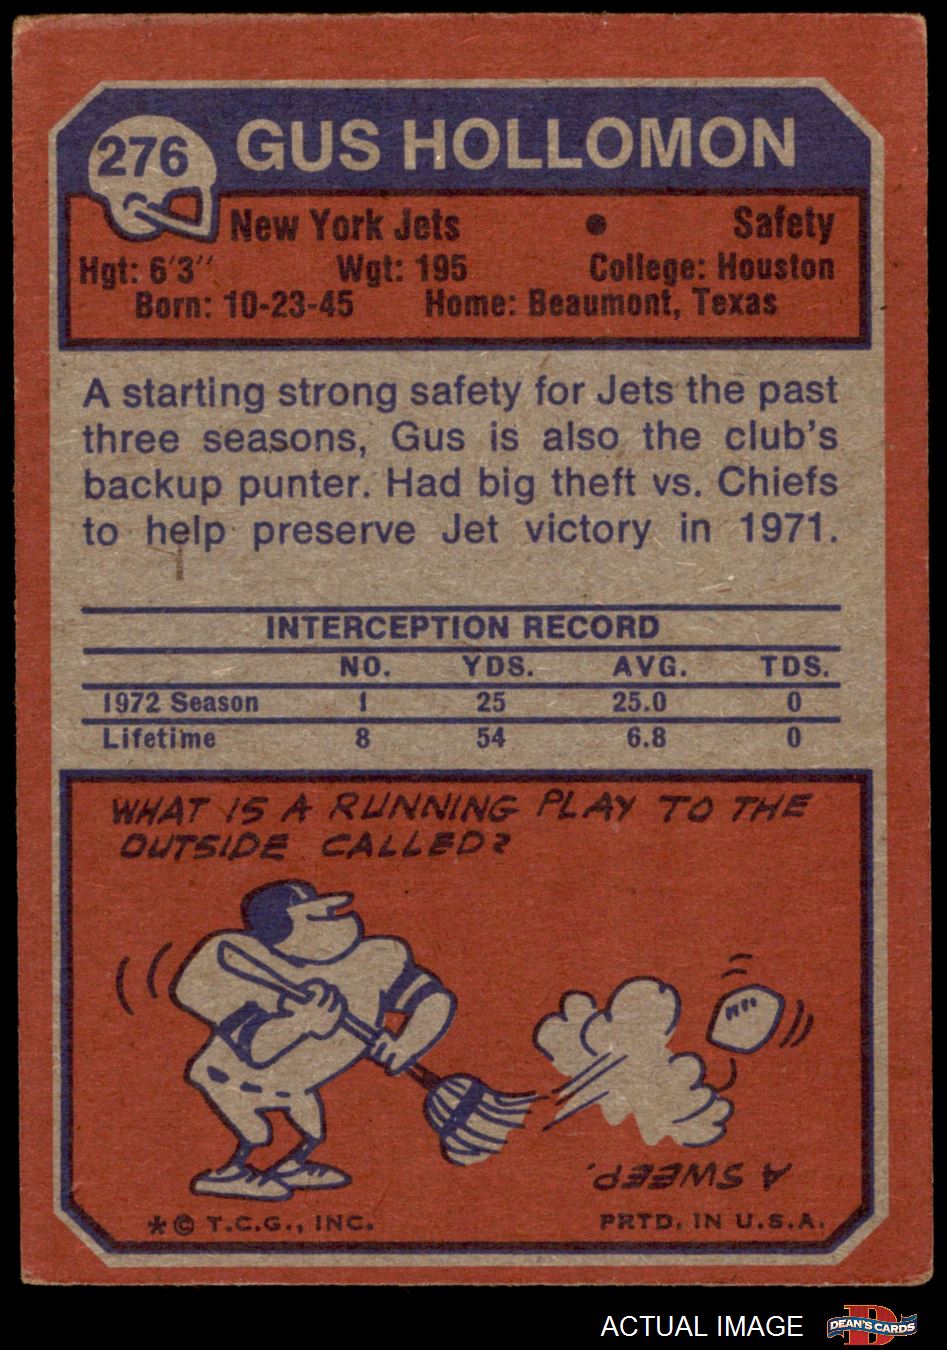 276
GUS HOLLOMON
New York Jets • Safety
Hgt: 6'3" Wgt: 195 College: Houston
Born: 10-23-45 Home: Beaumont, Texas
A starting strong safety for Jets the past
three seasons, Gus is also the club's
backup punter. Had big theft vs. Chiefs
to help preserve Jet victory in 1971.
INTERCEPTION RECORD
NO. YDS. AVG. TDS.
1972 Season 1 25 25.0 0
Lifetime 8 54 6.8 0
WHAT IS A RUNNING PLAY TO THE
OUTSIDE CALLED?
A SWEEP.
*© T.C.G., INC. PRTD. IN U.S.A.
ACTUAL IMAGE
DEAN'S CARDS